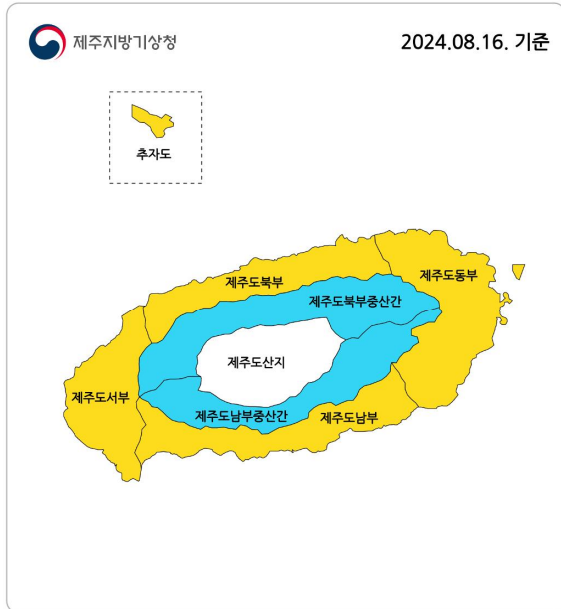 제주지방기상청
2024.08.16. 기준
추자도
제주도북부
제주도동부
제주도북부중산간
제주도산지
제주도서부
제주도남부중산간
제주도남부